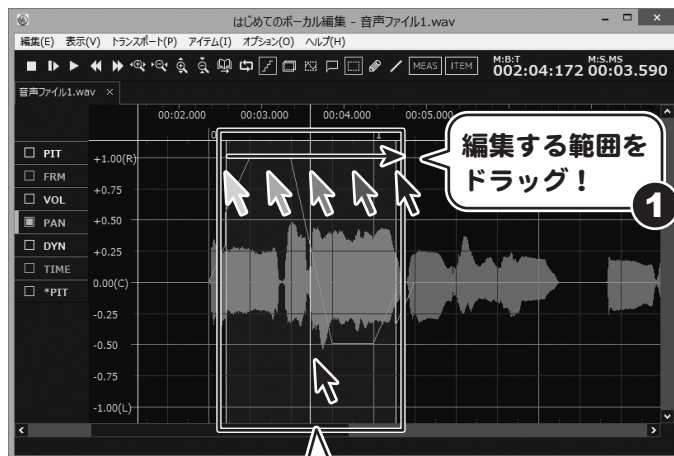 はじめてのボーカル編集 - 音声ファイル1.wav
編集(E) 表示(V) トランスポート(P) アイテム(I) オプション(O) ヘルプ(H)
MEAS ITEM
M:B:T M:S.MS
002:04:172 00:03.590
音声ファイル1.wav ×
00:02.000 00:03.000 00:04.000 00:05.000
編集する範囲を
ドラッグ！
1
PIT
FRM
VOL
PAN
DYN
TIME
*PIT
+1.00(R)
+0.75
+0.50
+0.25
0.00(C)
-0.25
-0.50
-0.75
-1.00(L)